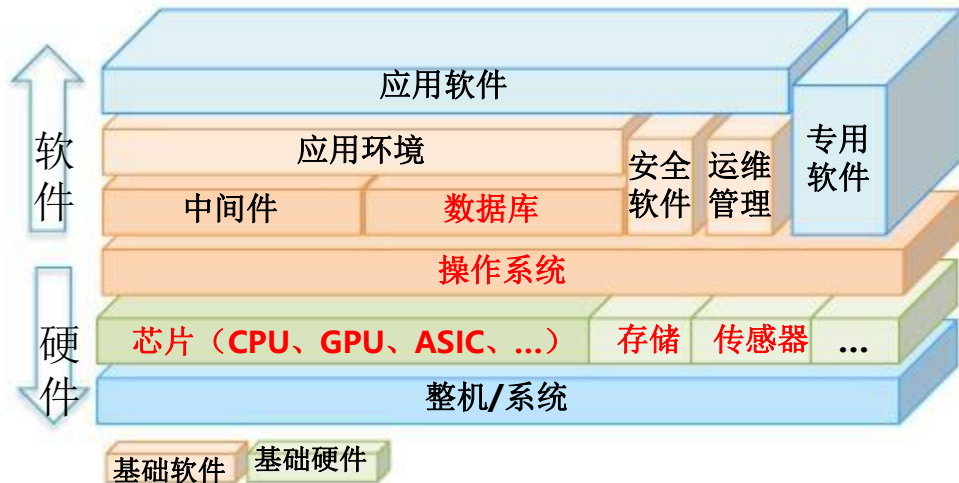 应用软件
软件
应用环境
安全
软件
运维
管理
专用
软件
中间件
数据库
操作系统
硬件
芯片（CPU、GPU、ASIC、...）
存储
传感器
...
整机/系统
基础软件
基础硬件